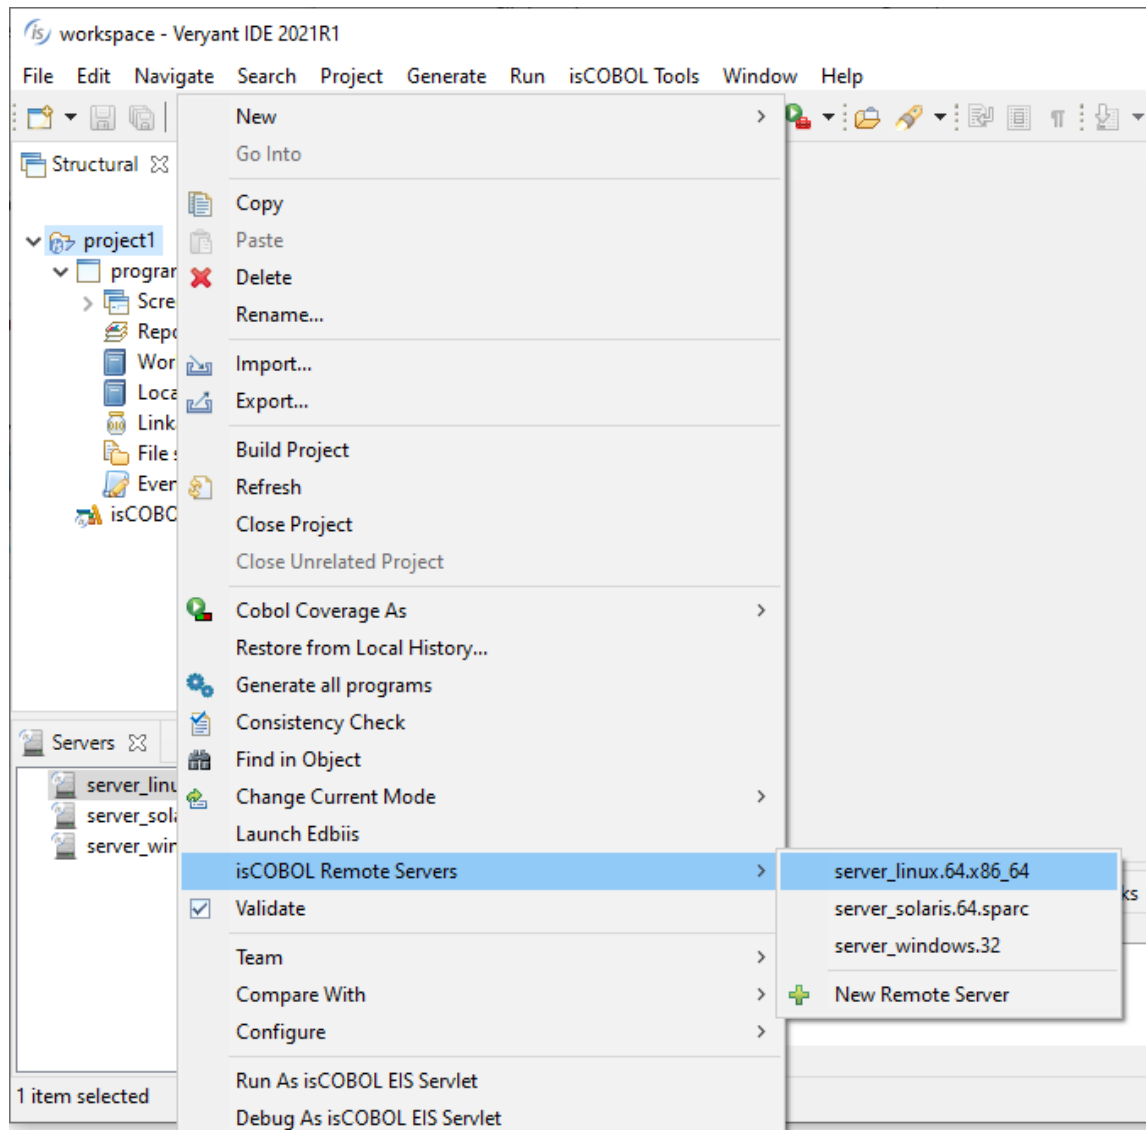 workspace - Veryant IDE 2021R1
File Edit Navigate Search Project Generate Run isCOBOL Tools Window Help
Structural
project1
Servers
1 item selected
New
Go Into
Copy
Paste
Delete
Rename...
Import...
Export...
Build Project
Refresh
Close Project
Close Unrelated Project
Cobol Coverage As
Restore from Local History...
Generate all programs
Consistency Check
Find in Object
Change Current Mode
Launch Edbiis
isCOBOL Remote Servers
Validate
Team
Compare With
Configure
Run As isCOBOL EIS Servlet
Debug As isCOBOL EIS Servlet
server_linux.64.x86_64
server_solaris.64.sparc
server_windows.32
New Remote Server